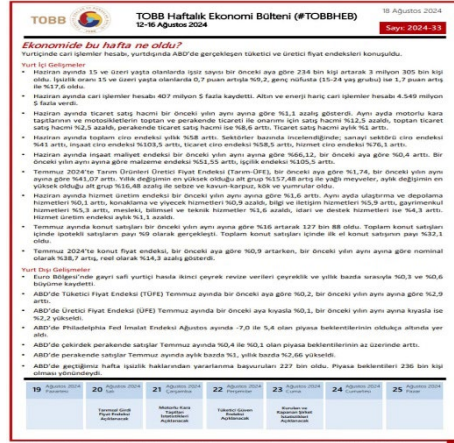 18 Ağustos 2024
TOBB
TOBB Haftalık Ekonomi Bülteni (#TOBBHEB)
12-16 Ağustos 2024
Sayı: 2024-33
Ekonomide bu hafta ne oldu?
Yurtiçinde cari işlemler hesabı, yurtdışında ABD'de gerçekleşen tüketici ve üretici fiyat endeksleri konuşuldu.
Yurt İçi Gelişmeler
• Haziran ayında 15 ve üzeri yaşta olanlarda işsiz sayısı bir önceki aya göre 234 bin kişi artarak 3 milyon 305 bin kişi
oldu. İşsizlik oranı 15 ve üzeri yaşta olanlarda 0,7 puan artışla %9,2, genç nüfusta (15-24 yaş grubu) ise 1,7 puan artış
ile %17,6 oldu.
• Haziran ayında cari işlemler hesabı 407 milyon $ fazla kaydetti. Altın ve enerji hariç cari işlemler hesabı 4.549 milyon
$ fazla verdi.
• Haziran ayında ticaret satış hacmi bir önceki yılın aynı ayına göre %1,1 azalış gösterdi. Aynı ayda motorlu kara
taşıtlarının ve motosikletlerin toptan ve perakende ticareti ile onarımı için satış hacmi %12,5 azaldı, toptan ticaret
satış hacmi %2,5 azalırken, perakende ticaret satış hacmi ise %8,6 arttı. Ticaret satış hacmi aylık %1 arttı.
• Haziran ayında toplam ciro endeksi yıllık %58 arttı. Sektörler bazında incelendiğinde; sanayi sektörü ciro endeksi
%41 arttı, inşaat ciro endeksi %103,5 arttı, ticaret ciro endeksi %58,5 arttı, hizmet ciro endeksi %76,1 arttı.
• Haziran ayında inşaat maliyet endeksi bir önceki yılın aynı ayına göre %66,12, bir önceki aya göre %0,4 arttı. Bir
önceki yılın aynı ayına göre malzeme endeksi %51,55 arttı, işçilik endeksi %105,5 arttı.
• Temmuz 2024'te Tarım Ürünleri Üretici Fiyat Endeksi (Tarım-ÜFE), bir önceki aya göre %1,74, bir önceki yılın aynı
ayına göre %41,07 arttı. Yıllık değişimin en yüksek olduğu alt grup %157,48 artış ile yağlı meyveler, aylık değişimin en
yüksek olduğu alt grup %16,48 azalış ile sebze ve kavun-karpuz, kök ve yumrular oldu.
• Haziran ayında hizmet üretim endeksi bir önceki yılın aynı ayına göre %1,6 arttı. Aynı ayda ulaştırma ve depolama
hizmetleri %0,1 arttı, konaklama ve yiyecek hizmetleri %0,9 azaldı, bilgi ve iletişim hizmetleri %5,9 arttı, gayrimenkul
hizmetleri %5,3 arttı, mesleki, bilimsel ve teknik hizmetler %1,6 azaldı, idari ve destek hizmetleri ise %4,3 arttı.
Hizmet üretim endeksi aylık %1,1 azaldı.
• Temmuz ayında konut satışları bir önceki yılın aynı ayına göre %16 artarak 127 bin 88 oldu. Toplam konut satışları
içinde ipotekli satışların payı %9 olarak gerçekleşti. Toplam konut satışları içinde ilk el konut satışının payı %32,1
oldu.
• Temmuz 2024'te konut fiyat endeksi, bir önceki aya göre %0,9 artarken, bir önceki yılın aynı ayına göre nominal
olarak %38,7 artış, reel olarak %14,3 azalış gösterdi.
Yurt Dışı Gelişmeler
• Euro Bölgesi'nde gayri safi yurtiçi hasıla ikinci çeyrek revize verileri çeyreklik ve yıllık bazda sırasıyla %0,3 ve %0,6
büyüme kaydetti.
• ABD'de Tüketici Fiyat Endeksi (TÜFE) Temmuz ayında bir önceki aya göre %0,2, bir önceki yılın aynı ayına göre %2,9
arttı.
• ABD'de Üretici Fiyat Endeksi (ÜFE) Temmuz ayında bir önceki aya kıyasla %0,1, bir önceki yılın aynı ayına kıyasla ise
%2,2 yükseldi.
• ABD'de Philadelphia Fed İmalat Endeksi Ağustos ayında -7,0 ile 5,4 olan piyasa beklentilerinin oldukça altında yer
aldı.
• ABD'de çekirdek perakende satışlar Temmuz ayında %0,4 ile %0,1 olan piyasa beklentilerinin az üzerinde arttı.
• ABD'de perakende satışlar Temmuz ayında aylık bazda %1, yıllık bazda %2,66 yükseldi.
• ABD'de geçtiğimiz hafta işsizlik haklarından yararlanma başvuruları 227 bin oldu. Piyasa beklentileri 236 bin kişi
olması yönündeydi.
19 Ağustos 2024 Pazartesi 20 Ağustos 2024 Salı 21 Ağustos 2024 Çarşamba 22 Ağustos 2024 Perşembe 23 Ağustos 2024 Cuma 24 Ağustos 2024 Cumartesi 25 Ağustos 2024 Pazar
Tarımsal Girdi Fiyat Endeksi Açıklanacak
Motorlu Kara Taşıtları İstatistikleri Açıklanacak
Tüketici Güven Endeksi Açıklanacak
Kurulan ve Kapanan Şirket İstatistikleri Açıklanacak